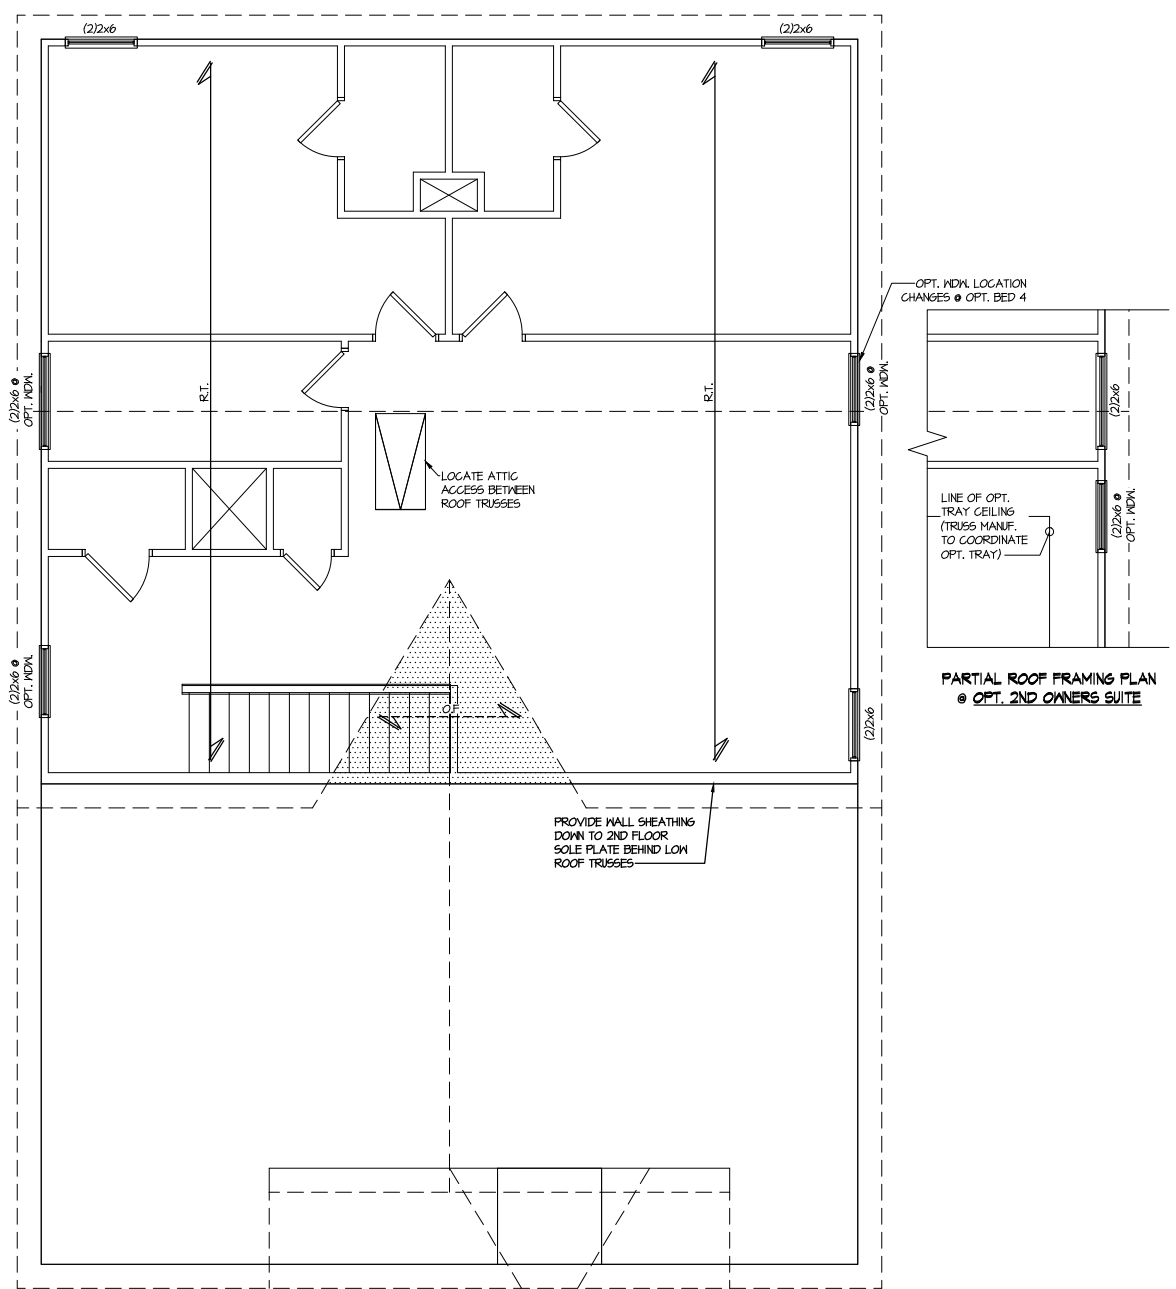 (2)2x6
(2)2x6
OPT. WDW. LOCATION
CHANGES @ OPT. BED 4
R.T.
R.T.
(2)2x6 @
OPT. WDW.
(2)2x6 @
OPT. WDW.
(2)2x6
LOCATE ATTIC
ACCESS BETWEEN
ROOF TRUSSES
LINE OF OPT.
TRAY CEILING
(TRUSS MANUF.
TO COORDINATE
OPT. TRAY)
(2)2x6 @
OPT. WDW.
(2)2x6 @
OPT. WDW.
O.F.
(2)2x6
PARTIAL ROOF FRAMING PLAN
@ OPT. 2ND OWNERS SUITE
PROVIDE WALL SHEATHING
DOWN TO 2ND FLOOR
SOLE PLATE BEHIND LOW
ROOF TRUSSES